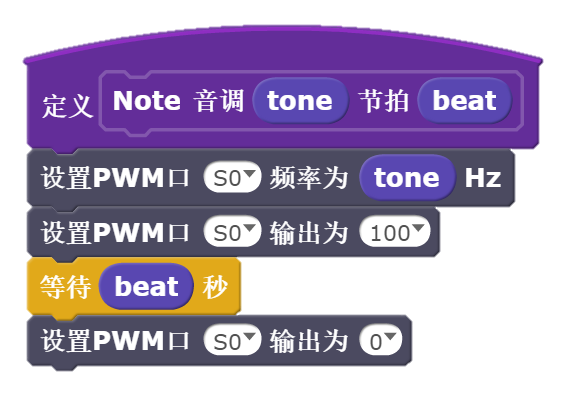 定义 Note 音调 tone 节拍 beat
设置PWM口 S0 频率为 tone Hz
设置PWM口 S0 输出为 100
等待 beat 秒
设置PWM口 S0 输出为 0